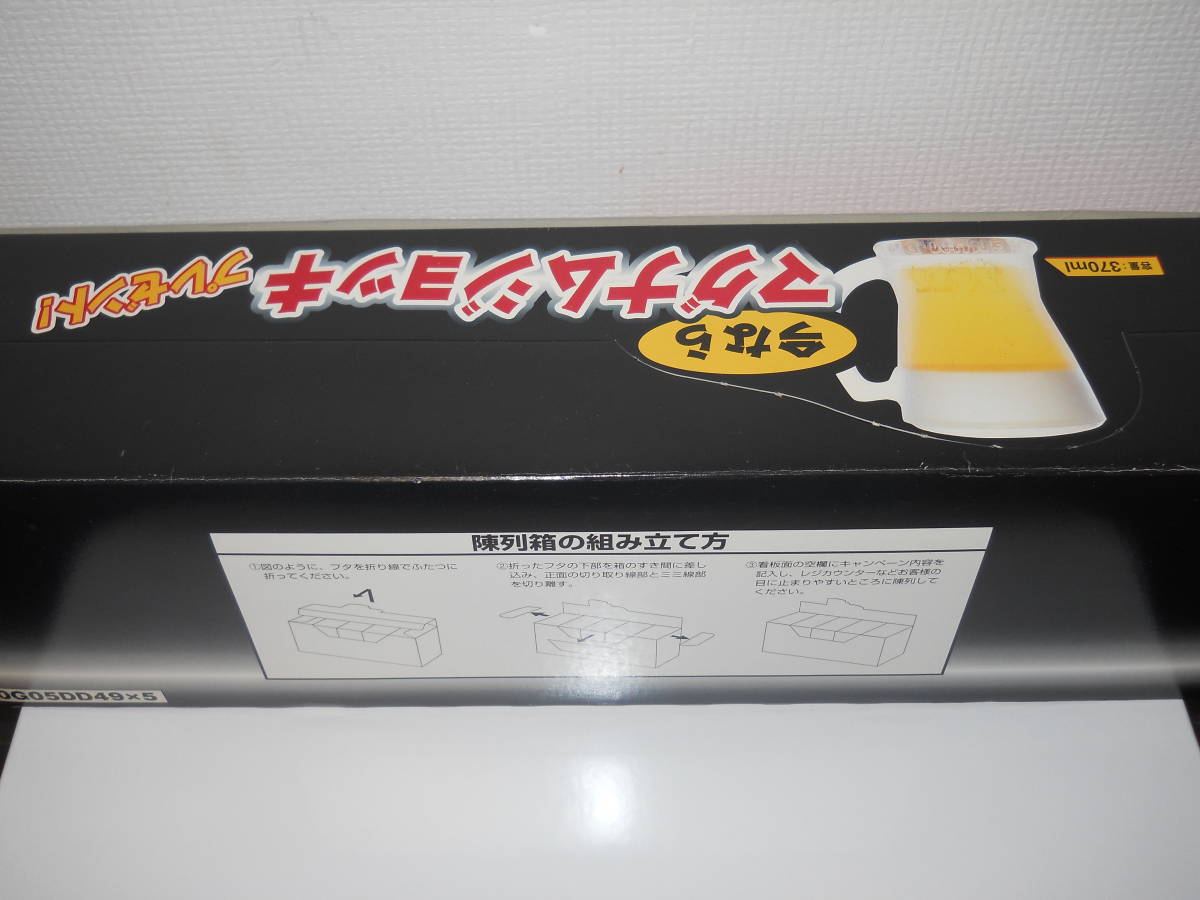 今なら
マグナムジョッキ
プレゼント!
容量:370ml
陳列箱の組み立て方
①図のように、フタを折り線でふたつに
折ってください。
②折ったフタの下部を箱のすき間に差し
込み、正面の切り取り線部とミミ線部
を切り離す。
③看板面の空欄にキャンペーン内容を
記入し、レジカウンターなどお客様の
目に止まりやすいところに陳列して
ください。
0G05DD49×5